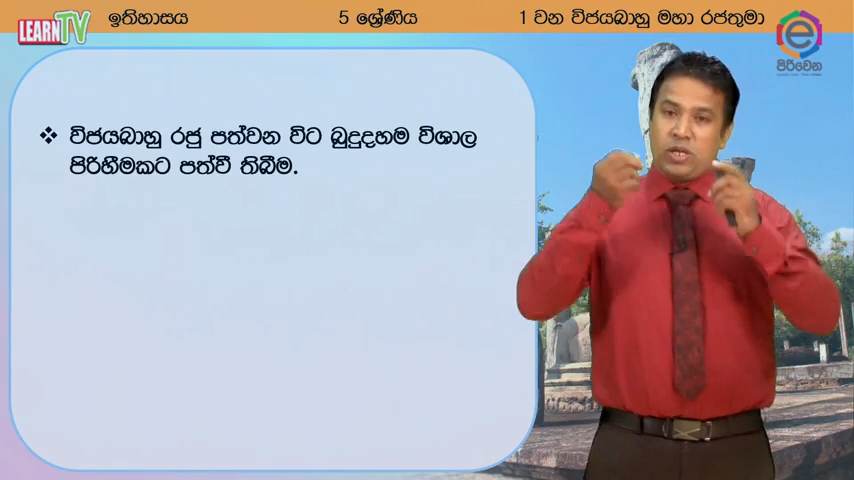 LEARN TV
ඉතිහාසය
5 ශ්‍රේණිය
1 වන විජයබාහු මහා රජතුමා
e
පිරිවෙන
❖ විජයබාහු රජු පත්වන විට බුදුදහම විශාල
පිරිහීමකට පත්වී තිබීම.